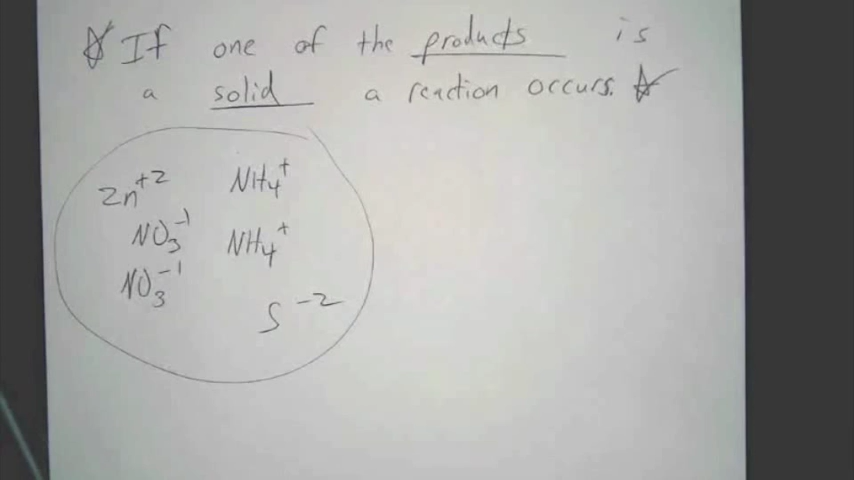 ☆ If one of the products is
a solid a reaction occurs. ☆
Zn⁺² NH₄⁺
NO₃⁻¹ NH₄⁺
NO₃⁻¹
S⁻²